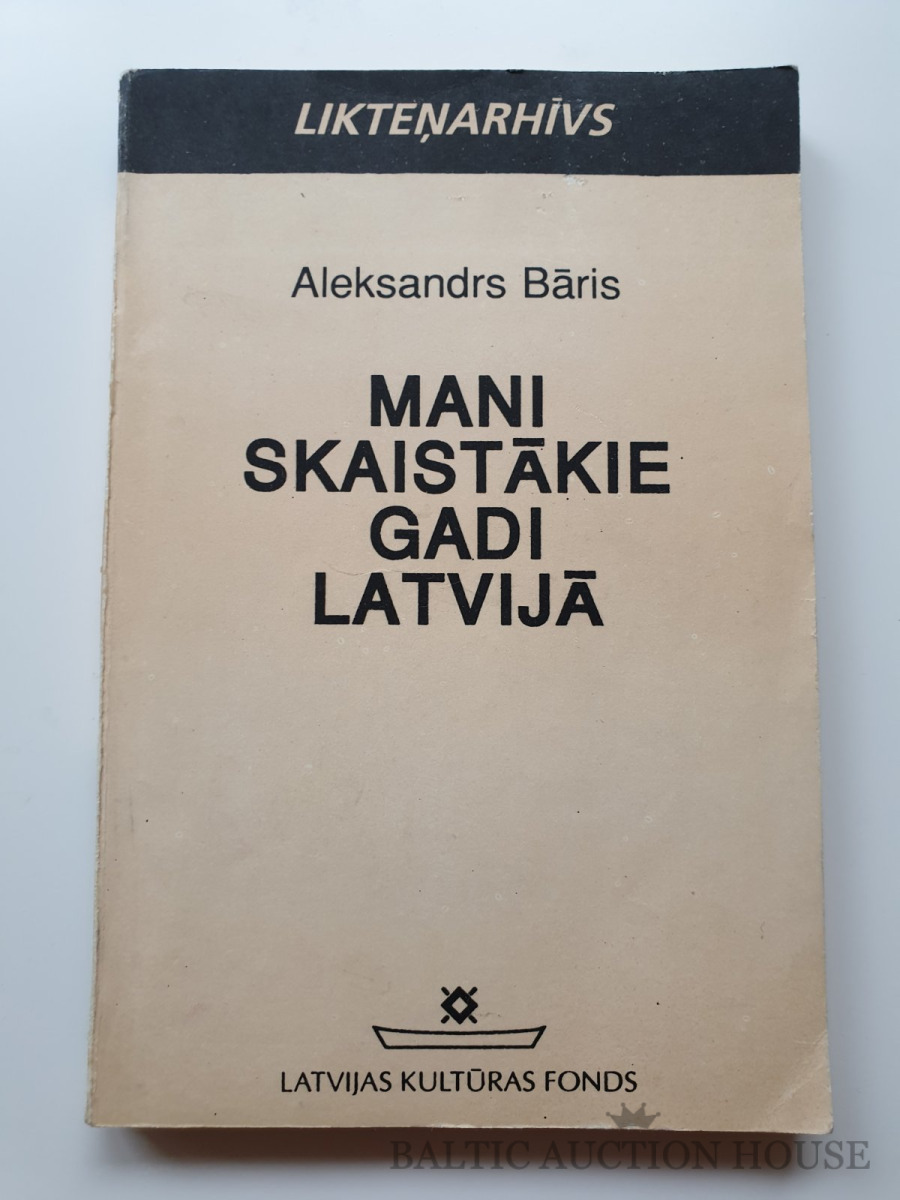 LIKTEŅARHĪVS
Aleksandrs Bāris
MANI
SKAISTĀKIE
GADI
LATVIJĀ
LATVIJAS KULTŪRAS FONDS
BALTIC AUCTION HOUSE